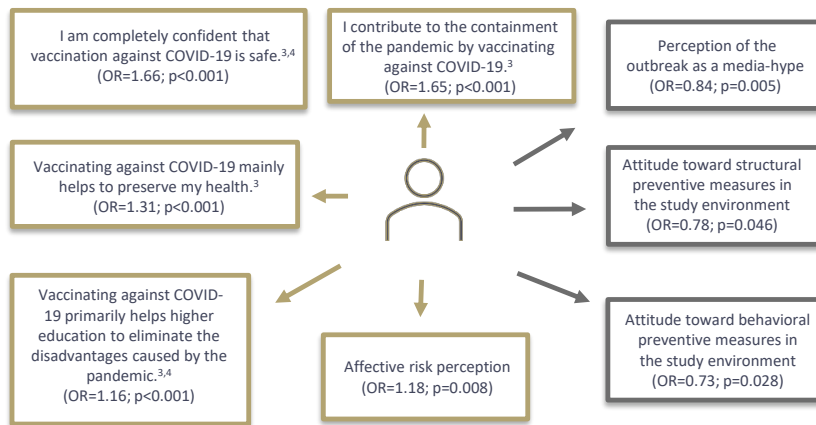 I am completely confident that
vaccination against COVID-19 is safe.³,⁴
(OR=1.66; p<0.001)
I contribute to the containment
of the pandemic by vaccinating
against COVID-19.³
(OR=1.65; p<0.001)
Perception of the
outbreak as a media-hype
(OR=0.84; p=0.005)
Vaccinating against COVID-19 mainly
helps to preserve my health.³
(OR=1.31; p<0.001)
Attitude toward structural
preventive measures in
the study environment
(OR=0.78; p=0.046)
Vaccinating against COVID-
19 primarily helps higher
education to eliminate the
disadvantages caused by the
pandemic.³,⁴
(OR=1.16; p<0.001)
Affective risk perception
(OR=1.18; p=0.008)
Attitude toward behavioral
preventive measures in
the study environment
(OR=0.73; p=0.028)